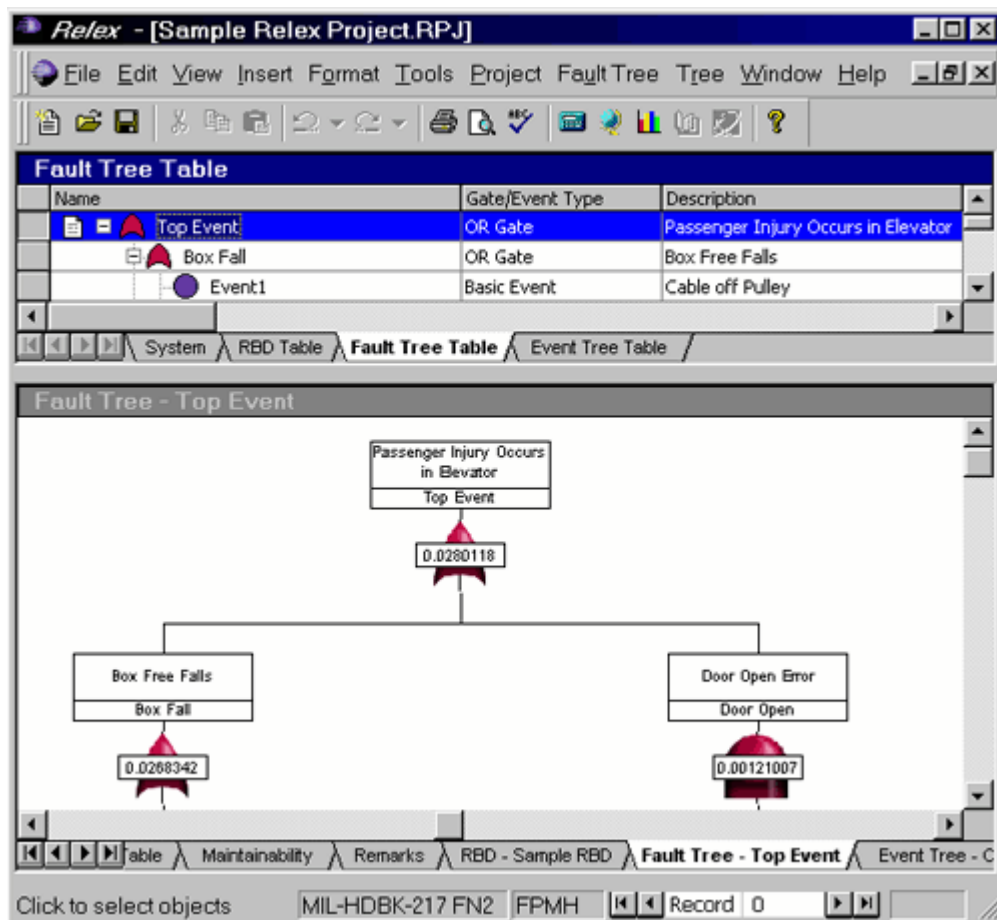 Relex - [Sample Relex Project.RPJ]
File Edit View Insert Format Tools Project Fault Tree Tree Window Help
Fault Tree Table
Name Gate/Event Type Description
Top Event OR Gate Passenger Injury Occurs in Elevator
Box Fall OR Gate Box Free Falls
Event1 Basic Event Cable off Pulley
System RBD Table Fault Tree Table Event Tree Table
Fault Tree - Top Event
Passenger Injury Occurs
in Elevator
Top Event
0.0280118
Box Free Falls Door Open Error
Box Fall Door Open
0.0268342 0.00121007
Table Maintainability Remarks RBD - Sample RBD Fault Tree - Top Event Event Tree - C
Click to select objects MIL-HDBK-217 FN2 FPMH Record 0